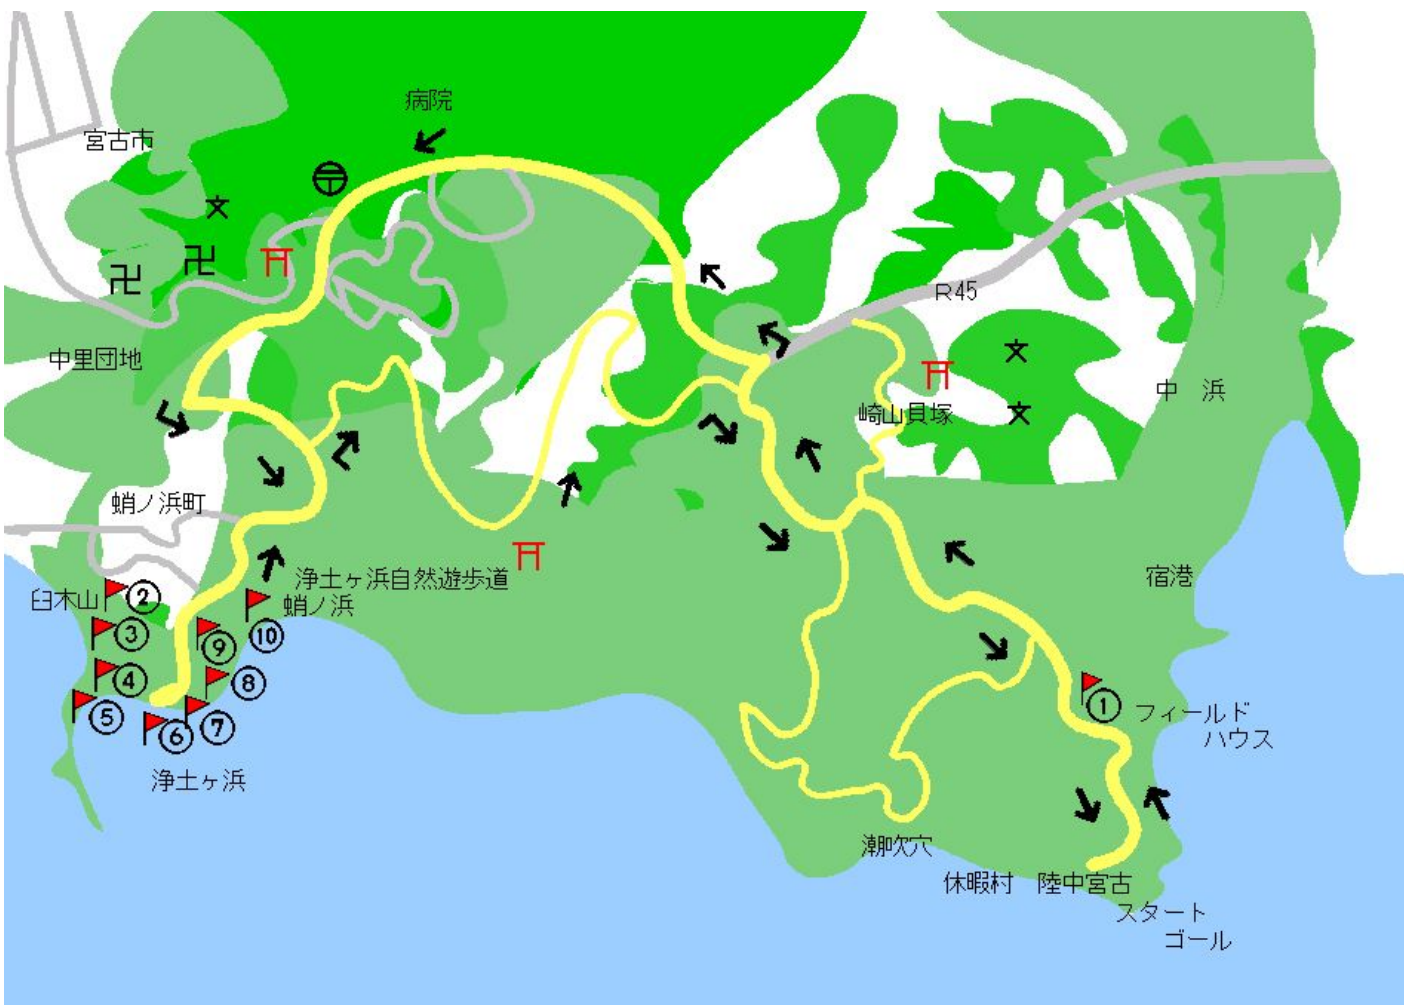 病院
宮古市
R45
中里団地
中 浜
崎山貝塚
蛸ノ浜町
浄土ヶ浜自然遊歩道
宿港
臼木山
蛸ノ浜
②
③
⑩
⑨
④
⑧
⑤
⑦
⑥
①
フィールド
ハウス
浄土ヶ浜
潮吹穴
休暇村 陸中宮古
スタート
ゴール